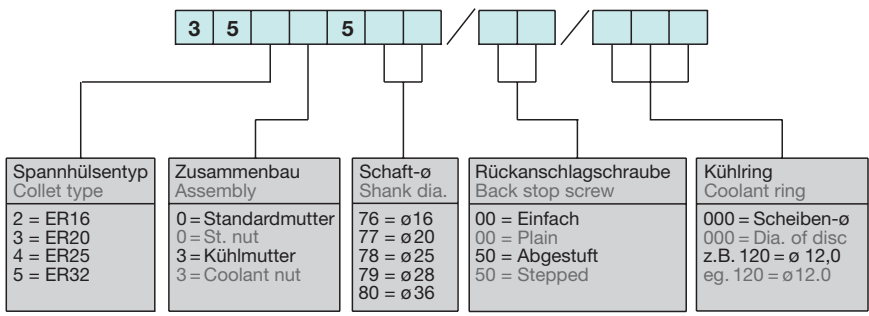 3 5 5 / /
Spannhülsentyp
Collet type
2 = ER16
3 = ER20
4 = ER25
5 = ER32
Zusammenbau
Assembly
0 = Standardmutter
0 = St. nut
3 = Kühlmutter
3 = Coolant nut
Schaft-ø
Shank dia.
76 = ø16
77 = ø20
78 = ø25
79 = ø28
80 = ø36
Rückanschlagschraube
Back stop screw
00 = Einfach
00 = Plain
50 = Abgestuft
50 = Stepped
Kühlring
Coolant ring
000 = Scheiben-ø
000 = Dia. of disc
z.B. 120 = ø 12,0
eg. 120 = ø12.0